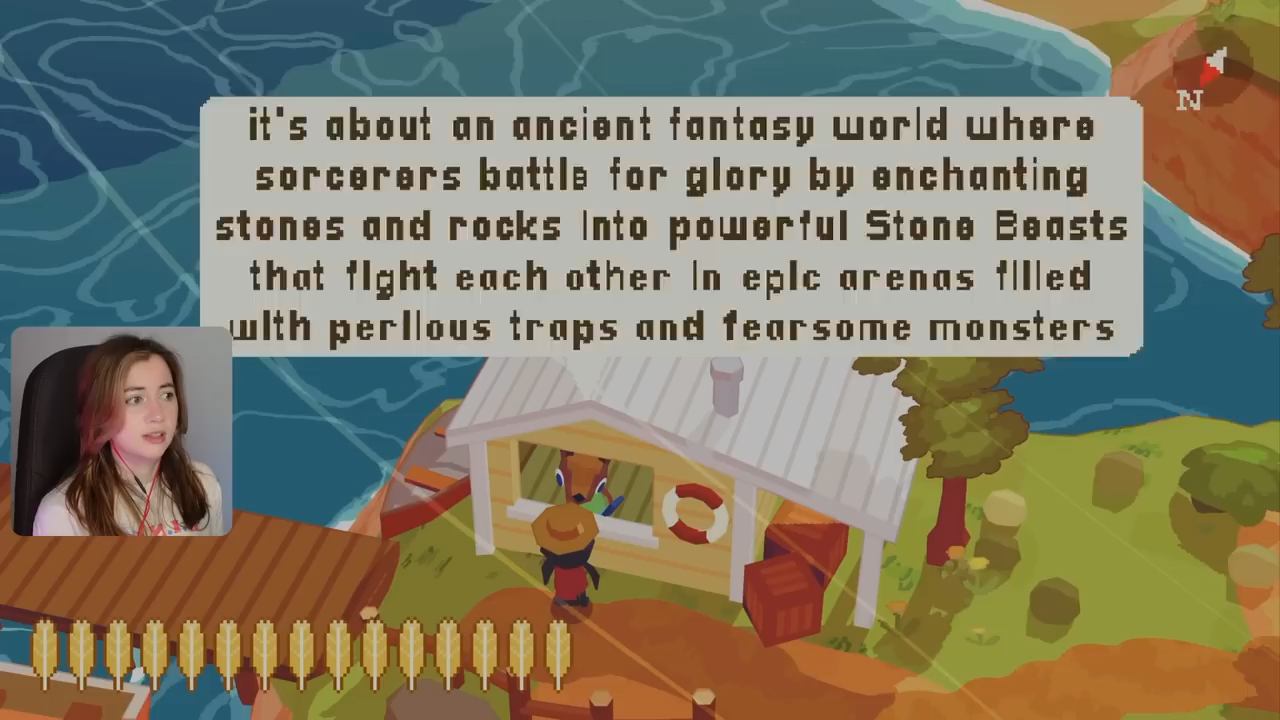 it's about an ancient fantasy world where
sorcerers battle for glory by enchanting
stones and rocks into powerful Stone Beasts
that fight each other in epic arenas filled
with perilous traps and fearsome monsters
N